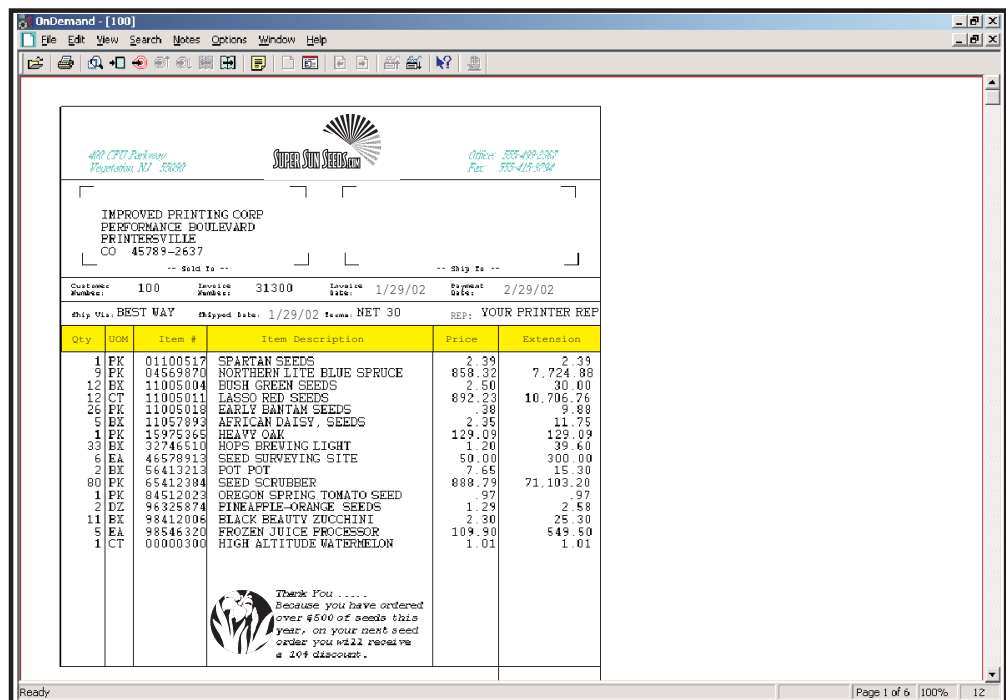 OnDemand - [100]
File Edit View Search Notes Options Window Help
400 CPU Parkway
Vegetation, NJ 55090
SUPER SUN SEEDS.COM
Office: 555-499-2367
Fax: 555-415-3794
IMPROVED PRINTING CORP
PERFORMANCE BOULEVARD
PRINTERSVILLE
CO 45789-2637
-- Sold To -- -- Ship To --
Customer Number: 100 Invoice Number: 31300 Invoice Date: 1/29/02 Payment Date: 2/29/02
Ship Via: BEST WAY Shipped Date: 1/29/02 Terms: NET 30 REP: YOUR PRINTER REP
Qty UOM Item # Item Description Price Extension
1 PK 01100517 SPARTAN SEEDS 2.39 2.39
9 PK 04569870 NORTHERN LITE BLUE SPRUCE 858.32 7,724.88
12 BX 11005004 BUSH GREEN SEEDS 2.50 30.00
12 CT 11005011 LASSO RED SEEDS 892.23 10,706.76
26 PK 11005018 EARLY BANTAM SEEDS .38 9.88
5 BX 11057893 AFRICAN DAISY, SEEDS 2.35 11.75
1 PK 15975365 HEAVY OAK 129.09 129.09
33 BX 32746510 HOPS BREWING LIGHT 1.20 39.60
6 EA 46578913 SEED SURVEYING SITE 50.00 300.00
2 BX 56413213 POT POT 7.65 15.30
80 PK 65412384 SEED SCRUBBER 888.79 71,103.20
1 PK 84512023 OREGON SPRING TOMATO SEED .97 .97
2 DZ 96325874 PINEAPPLE-ORANGE SEEDS 1.29 2.58
11 BX 98412006 BLACK BEAUTY ZUCCHINI 2.30 25.30
5 EA 98546320 FROZEN JUICE PROCESSOR 109.90 549.50
1 CT 00000300 HIGH ALTITUDE WATERMELON 1.01 1.01
Thank You .....
Because you have ordered
over $500 of seeds this
year, on your next seed
order you will receive
a 10% discount.
Ready Page 1 of 6 100% 12